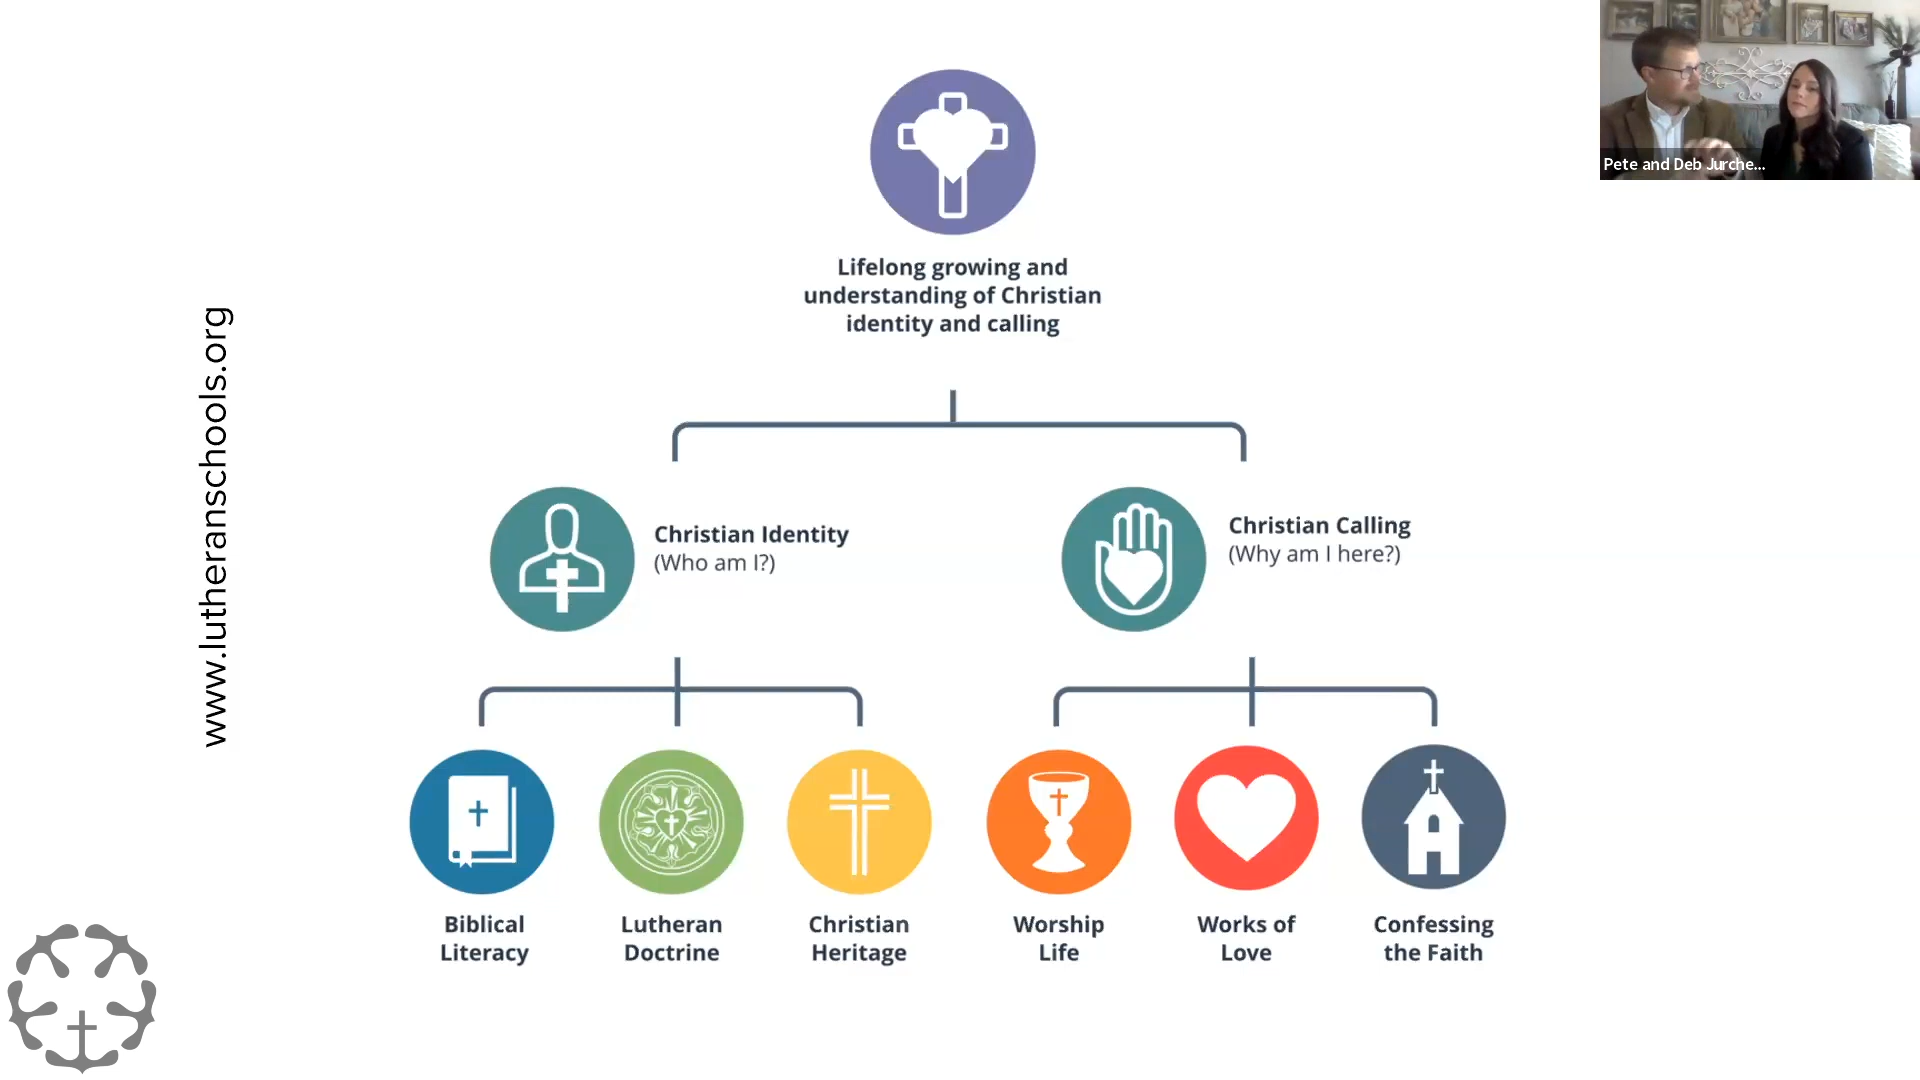 Pete and Deb Jurche...
www.lutheranschools.org
Lifelong growing and
understanding of Christian
identity and calling
Christian Identity
(Who am I?)
Christian Calling
(Why am I here?)
Biblical
Literacy
Lutheran
Doctrine
Christian
Heritage
Worship
Life
Works of
Love
Confessing
the Faith